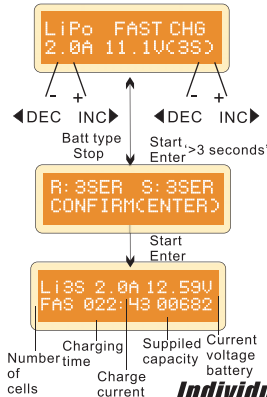 LiPo FAST CHG
2.0A 11.1V(3S)
- + - +
◀DEC INC▶ ◀DEC INC▶
Batt type
Stop
Start
Enter '>3 seconds'
R:3SER S:3SER
CONFIRM(ENTER)
Start
Enter
Li3S 2.0A 12.59V
FAS 022:43 00682
Number
of
cells
Charging
time
Charge
current
Suppiled
capacity
Current
voltage
battery